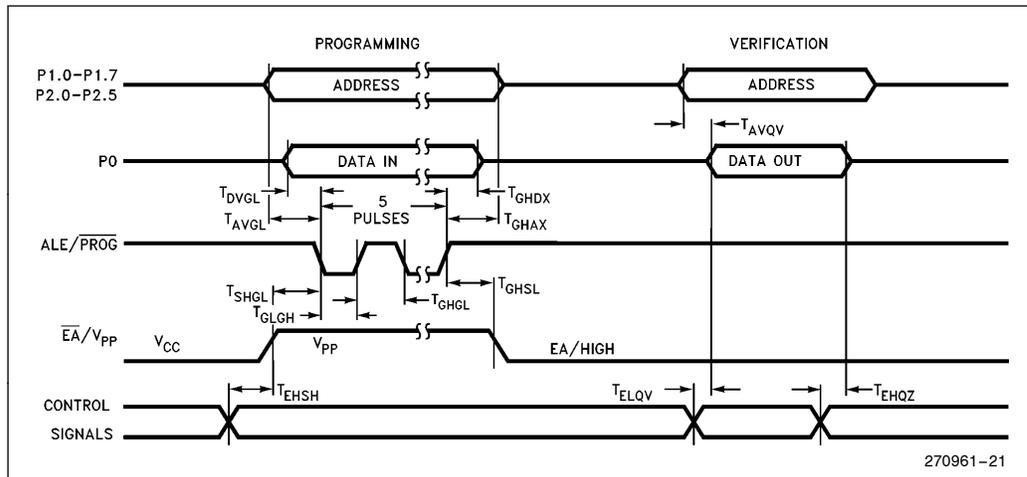 PROGRAMMING
VERIFICATION
P1.0–P1.7
P2.0–P2.5
ADDRESS
ADDRESS
TAVQV
P0
DATA IN
DATA OUT
TDVGL
5
PULSES
TGHDX
TAVGL
TGHAX
ALE/PROG
TSHGL
TGHGL
TGHSL
TGLGH
EA/VPP
VCC
VPP
EA/HIGH
TEHSH
TELQV
TEHQZ
CONTROL
SIGNALS
270961–21